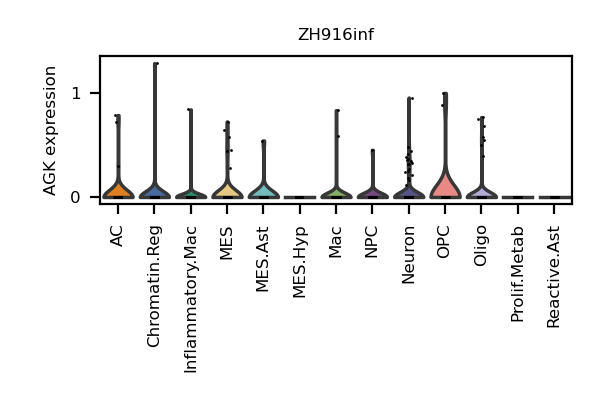 ZH916inf
AGK expression
1
0
AC
Chromatin.Reg
Inflammatory.Mac
MES
MES.Ast
MES.Hyp
Mac
NPC
Neuron
OPC
Oligo
Prolif.Metab
Reactive.Ast